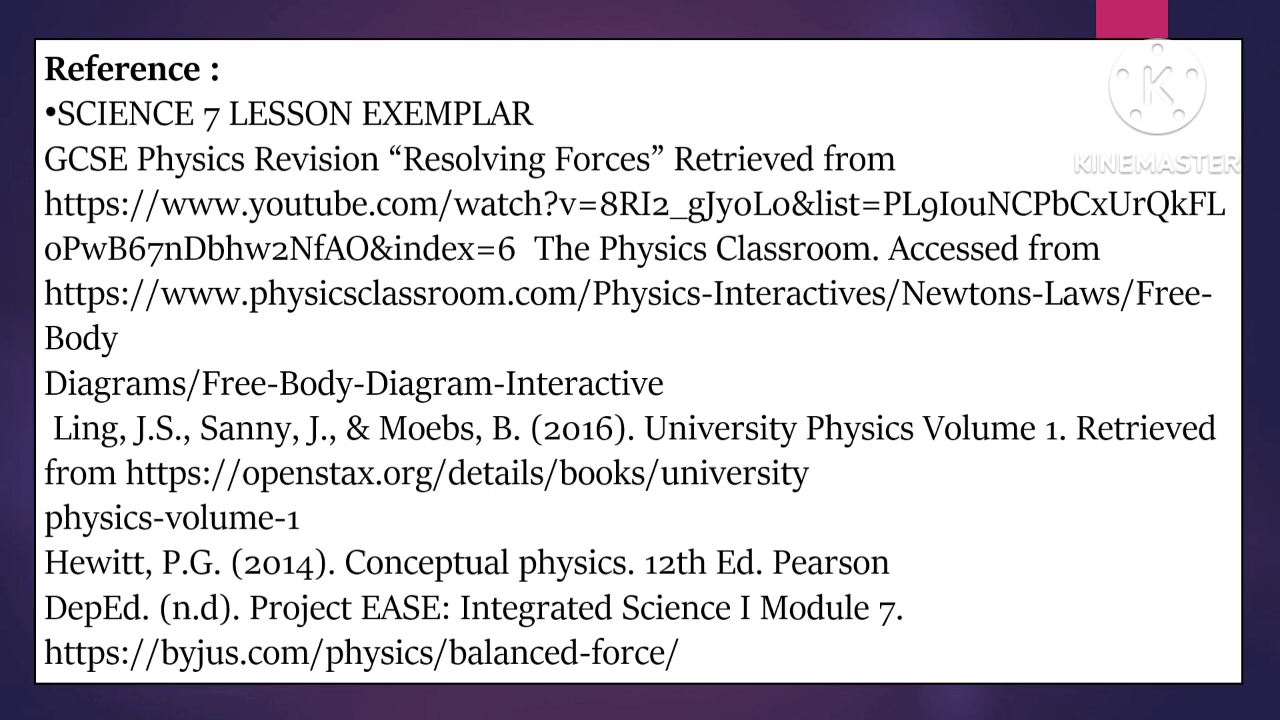 Reference :
•SCIENCE 7 LESSON EXEMPLAR
GCSE Physics Revision “Resolving Forces” Retrieved from
https://www.youtube.com/watch?v=8RI2_gJyoLo&list=PL9IouNCPbCxUrQkFL
oPwB67nDbhw2NfAO&index=6  The Physics Classroom. Accessed from
https://www.physicsclassroom.com/Physics-Interactives/Newtons-Laws/Free-
Body
Diagrams/Free-Body-Diagram-Interactive
Ling, J.S., Sanny, J., & Moebs, B. (2016). University Physics Volume 1. Retrieved
from https://openstax.org/details/books/university
physics-volume-1
Hewitt, P.G. (2014). Conceptual physics. 12th Ed. Pearson
DepEd. (n.d). Project EASE: Integrated Science I Module 7.
https://byjus.com/physics/balanced-force/
K
KINEMASTER